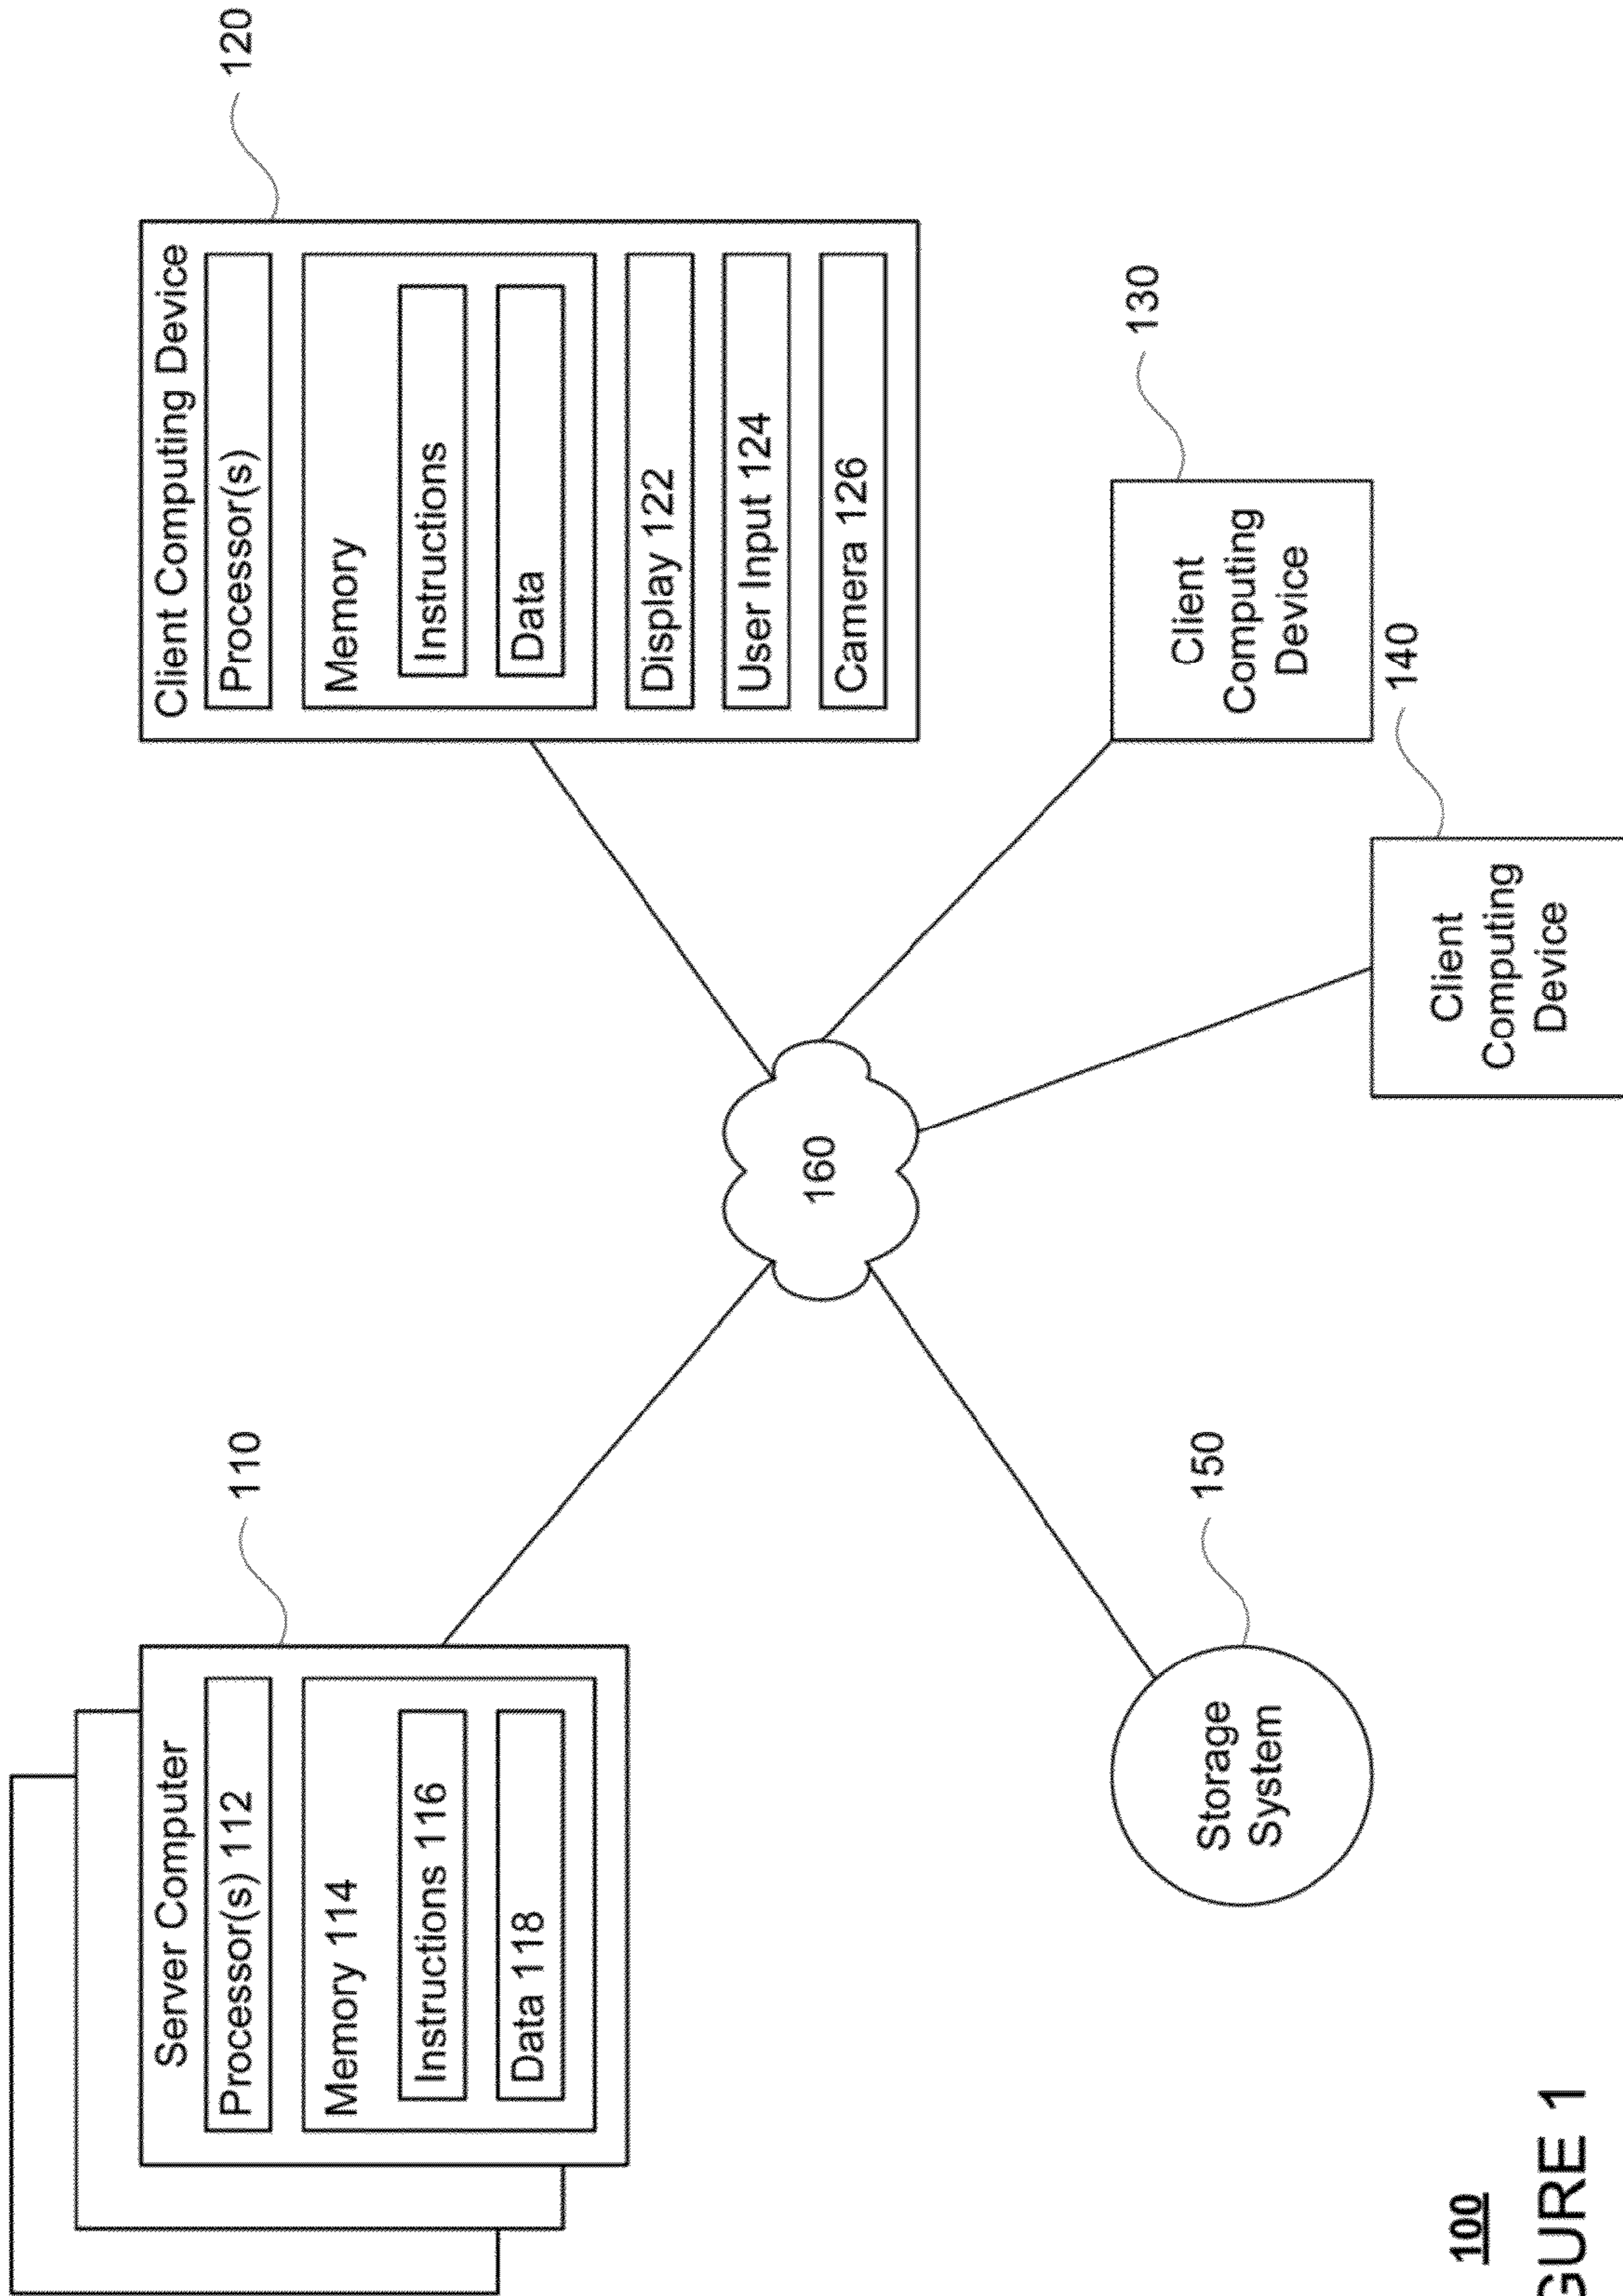 110
Server Computer
Processor(s) 112
Memory 114
Instructions 116
Data 118
120
Client Computing Device
Processor(s)
Memory
Instructions
Data
Display 122
User Input 124
Camera 126
160
130
Client
Computing
Device
140
Client
Computing
Device
150
Storage
System
100
GURE 1